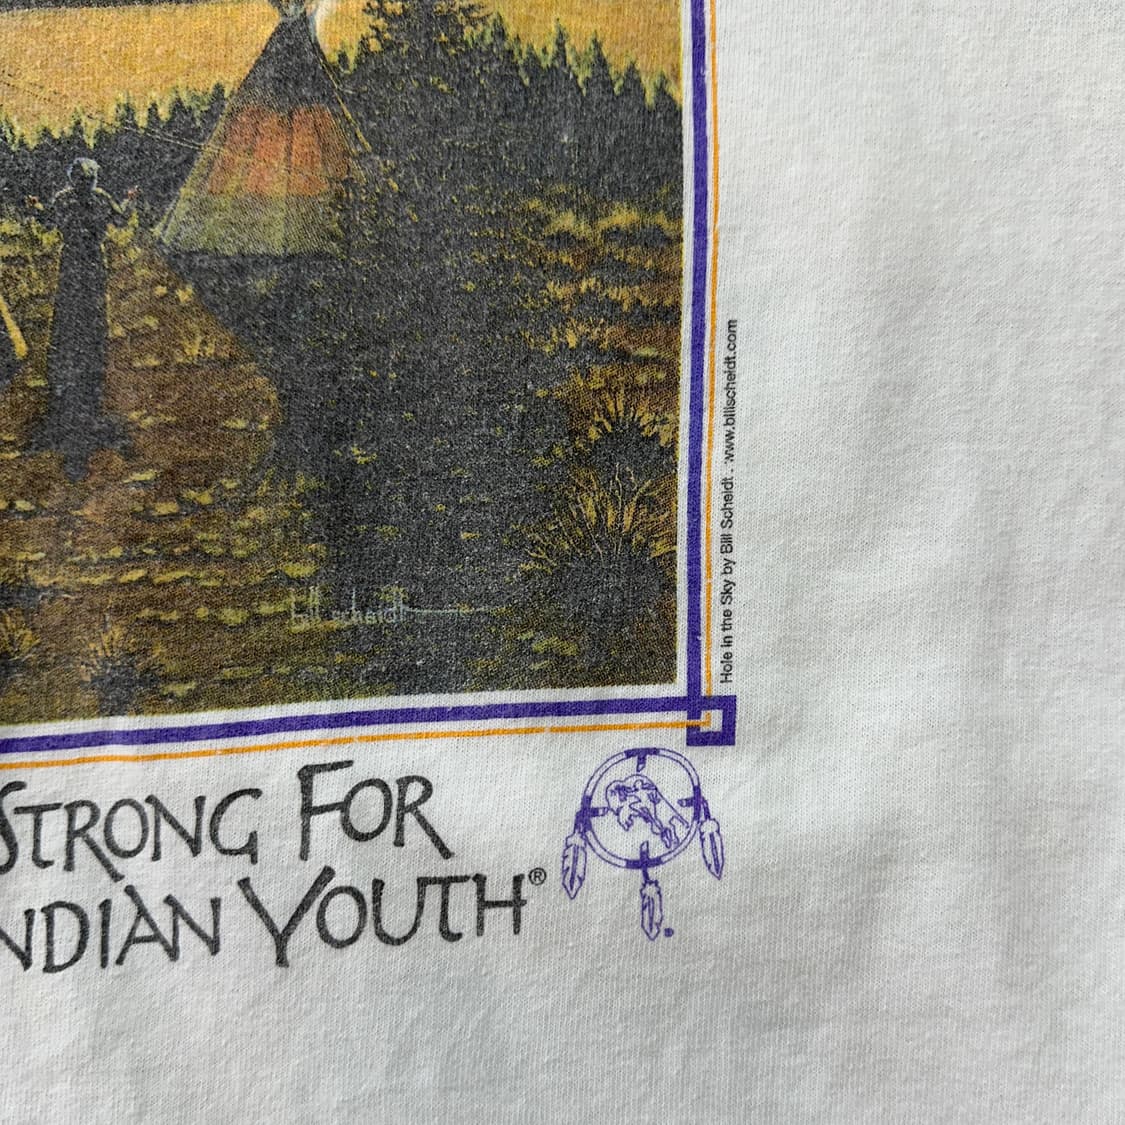 bill scheidt
Hole in the Sky by Bill Scheidt - www.billscheidt.com
STRONG FOR
NDIAN YOUTH®